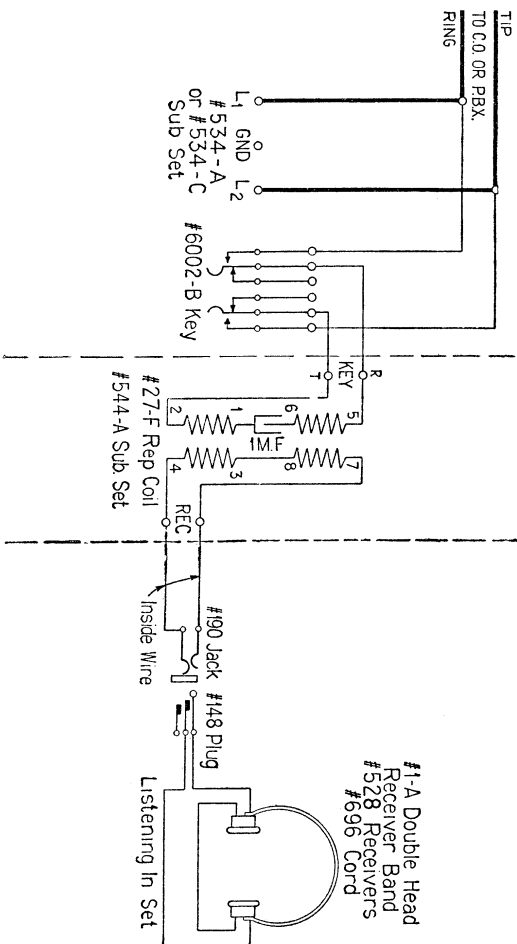 TIP
TO C.O. OR P.B.X.
RING
L1 GND L2
#534-A
or #534-C
Sub Set
#6002-B Key
R
KEY
T
5
6
1
2
1 M.F
7
8
3
4
#27-F Rep Coil
#544-A Sub. Set
REC
Inside Wire
#190 Jack
#148 Plug
#1-A Double Head
Receiver Band
#528 Receivers
#696 Cord
Listening In Set